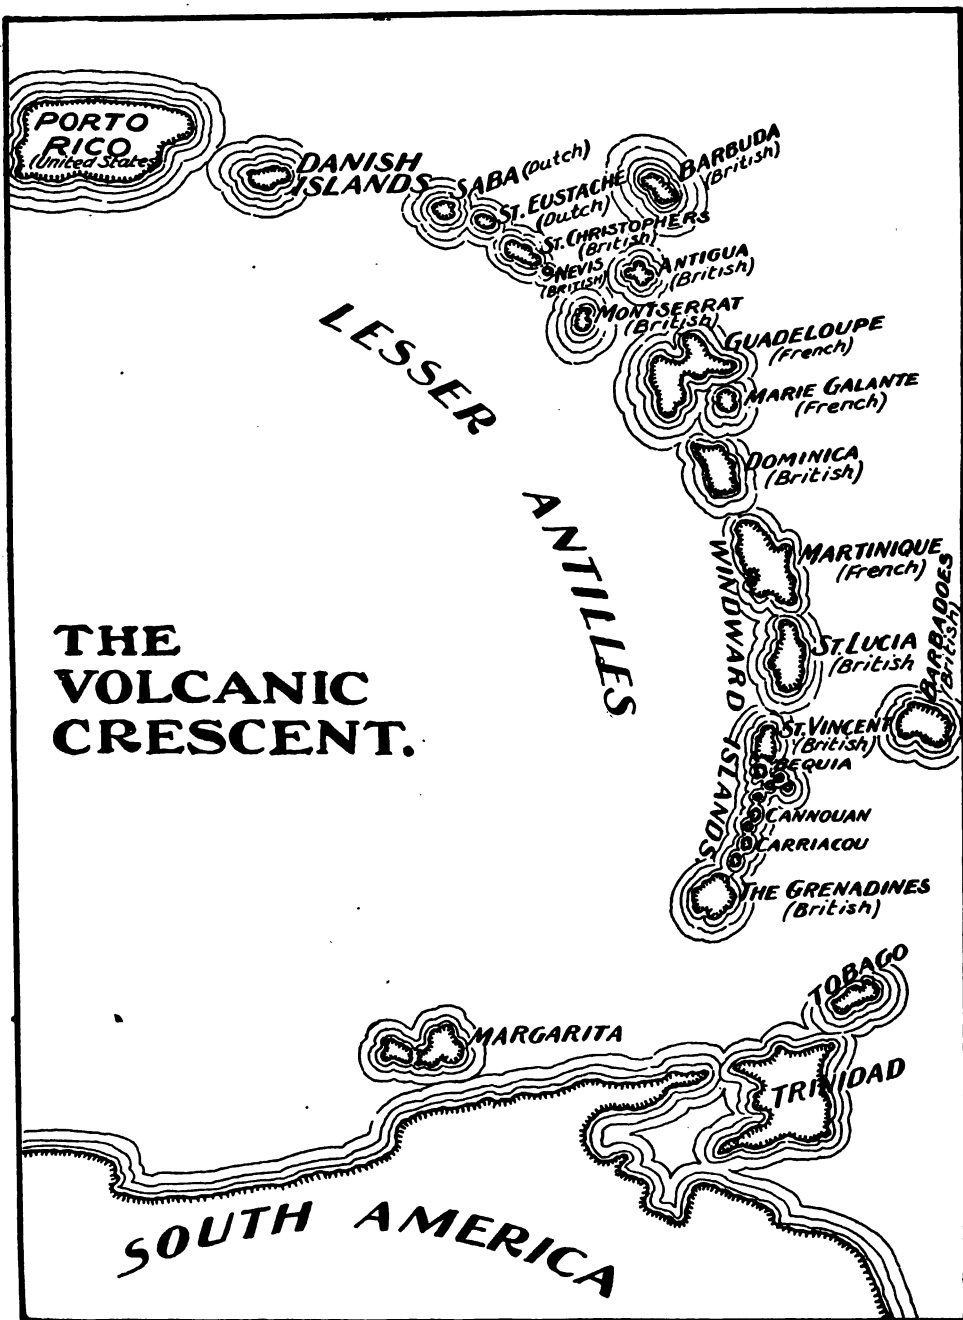 PORTO
RICO
(United States)
DANISH
ISLANDS
SABA (Dutch)
ST. EUSTACHE
(Dutch)
BARBUDA
(British)
ST. CHRISTOPHERS
(British)
NEVIS
(BRITISH)
ANTIGUA
(British)
MONTSERRAT
(British)
GUADELOUPE
(French)
MARIE GALANTE
(French)
DOMINICA
(British)
LESSER ANTILLES
MARTINIQUE
(French)
WINDWARD ISLANDS.
ST. LUCIA
(British
BARBADOES
(British)
THE
VOLCANIC
CRESCENT.
ST. VINCENT
(British)
BEQUIA
CANNOUAN
CARRIACOU
THE GRENADINES
(British)
TOBAGO
MARGARITA
TRINIDAD
SOUTH AMERICA